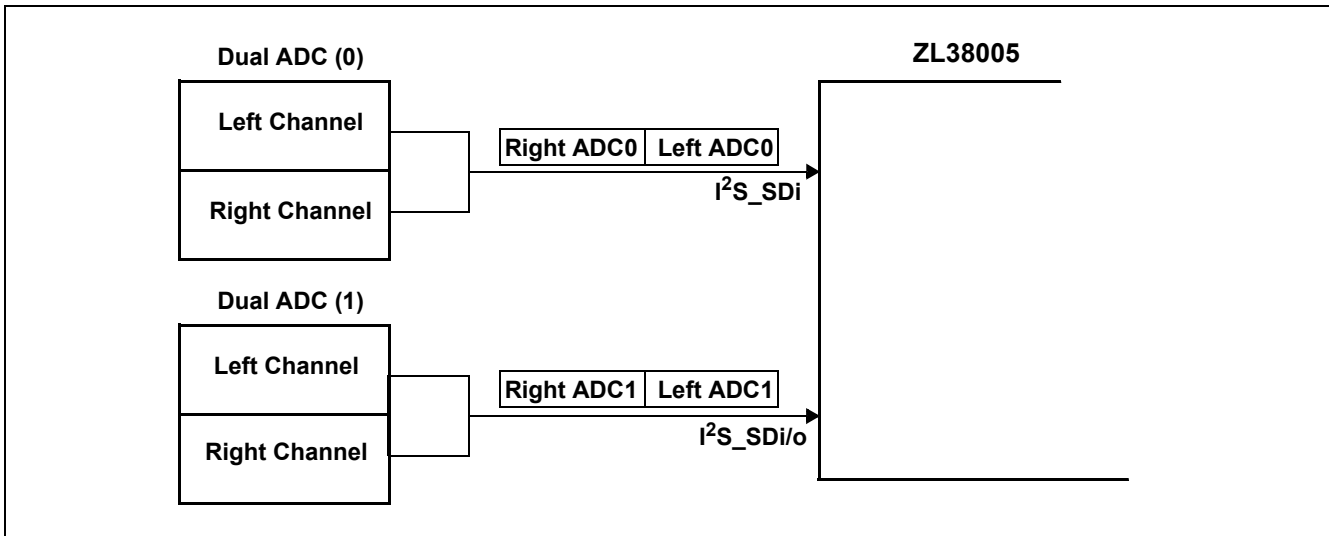 Dual ADC (0)
ZL38005
Left Channel
Right ADC0 Left ADC0
I²S_SDi
Right Channel
Dual ADC (1)
Left Channel
Right ADC1 Left ADC1
I²S_SDi/o
Right Channel